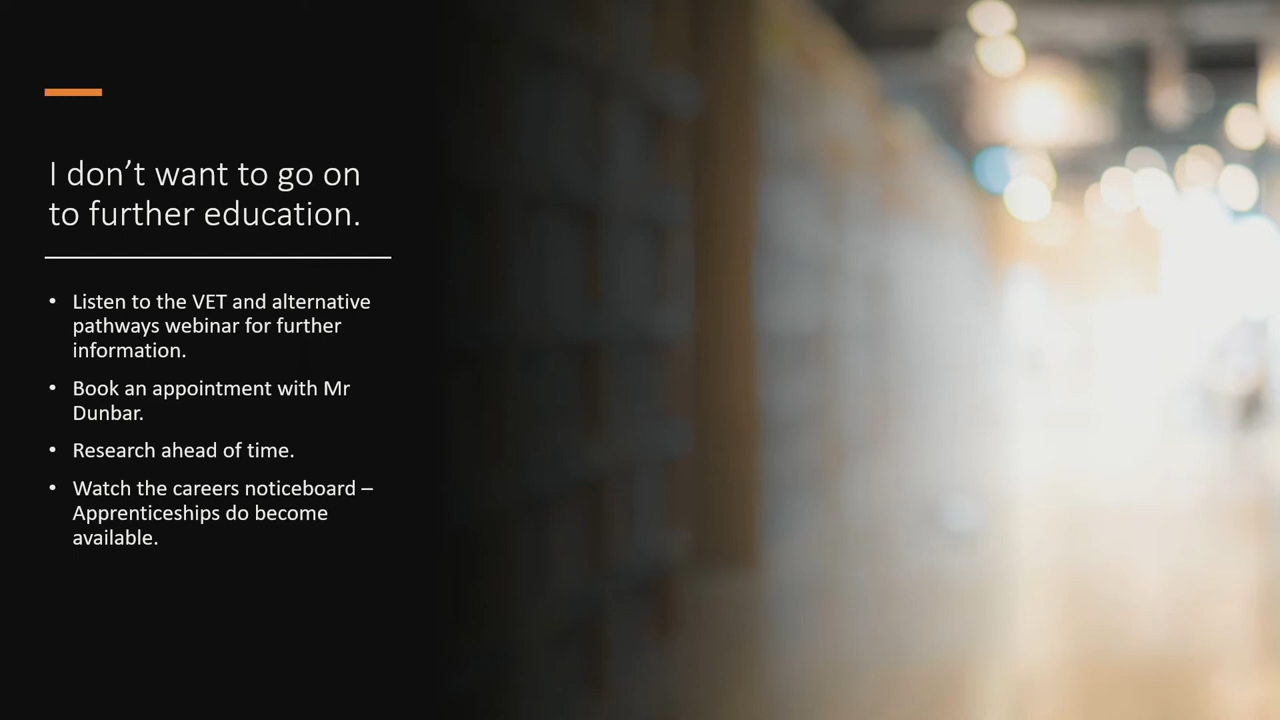 I don’t want to go on
to further education.
• Listen to the VET and alternative
pathways webinar for further
information.
• Book an appointment with Mr
Dunbar.
• Research ahead of time.
• Watch the careers noticeboard –
Apprenticeships do become
available.